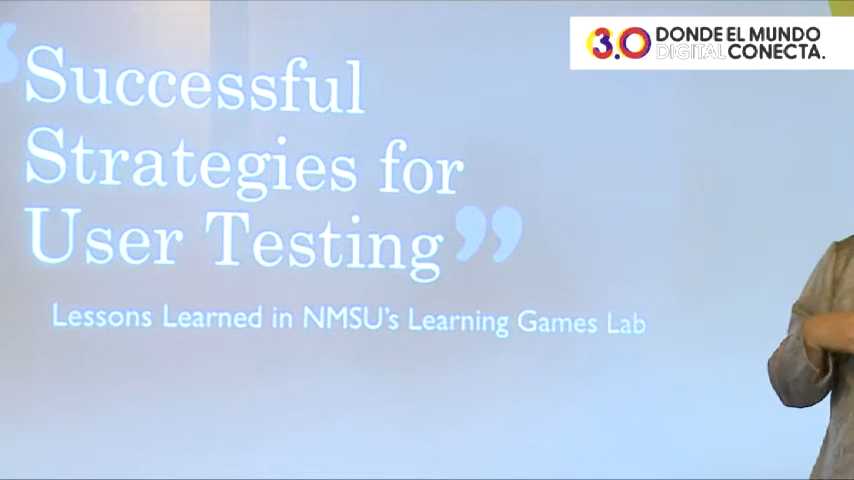 “Successful
Strategies for
User Testing”
Lessons Learned in NMSU's Learning Games Lab
3.0 DONDE EL MUNDO
DIGITAL CONECTA.